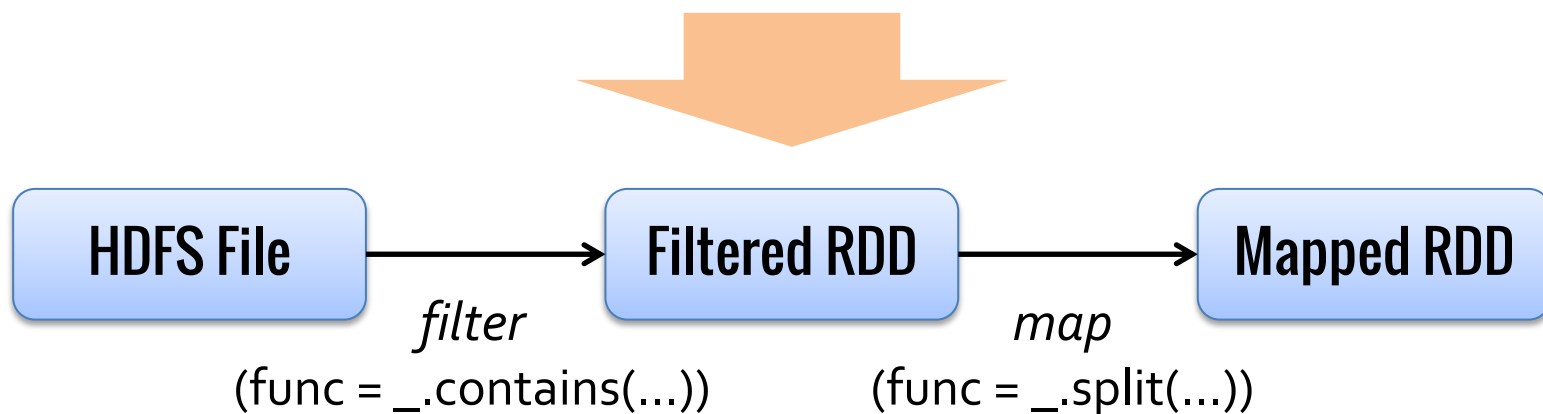 HDFS File
Filtered RDD
Mapped RDD
filter
(func = _.contains(...))
map
(func = _.split(...))